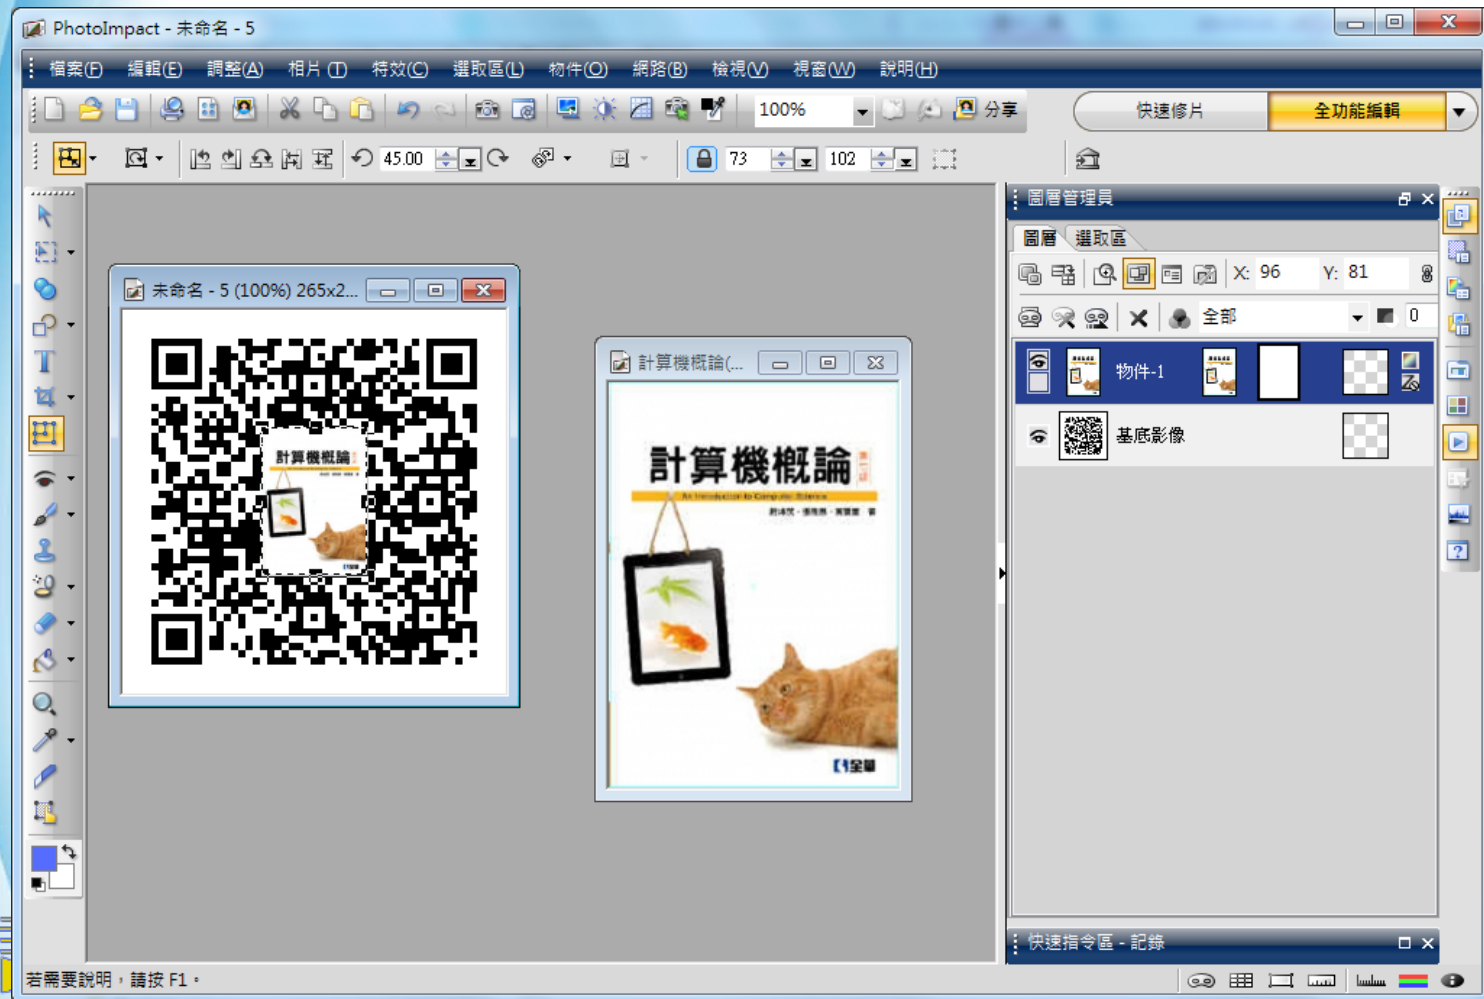 PhotoImpact - 未命名 - 5
檔案(F) 編輯(E) 調整(A) 相片(T) 特效(C) 選取區(L) 物件(O) 網路(B) 檢視(V) 視窗(W) 說明(H)
100% 分享 快速修片 全功能編輯
45.00 73 102
圖層管理員
圖層 選取區
X: 96 Y: 81
全部 0
物件-1
基底影像
未命名 - 5 (100%) 265x2...
計算機概論
計算機概論(...
計算機概論
An Introduction to Computer Science
全華
快速指令區 - 記錄
若需要說明，請按 F1。